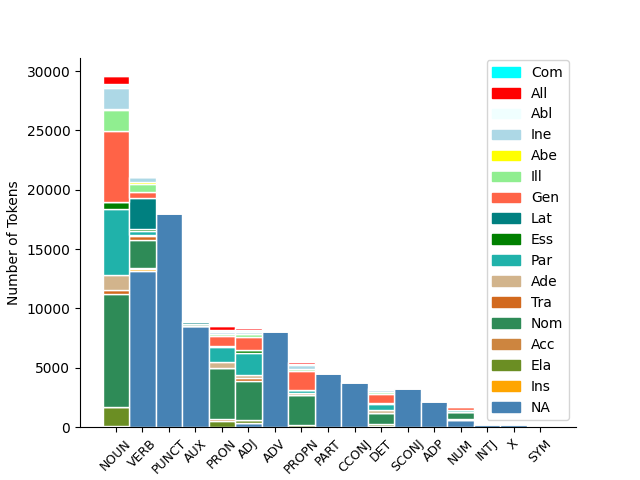 Number of Tokens
30000
25000
20000
15000
10000
5000
0
NOUN
VERB
PUNCT
AUX
PRON
ADJ
ADV
PROPN
PART
CCONJ
DET
SCONJ
ADP
NUM
INTJ
X
SYM
Com
All
Abl
Ine
Abe
Ill
Gen
Lat
Ess
Par
Ade
Tra
Nom
Acc
Ela
Ins
NA